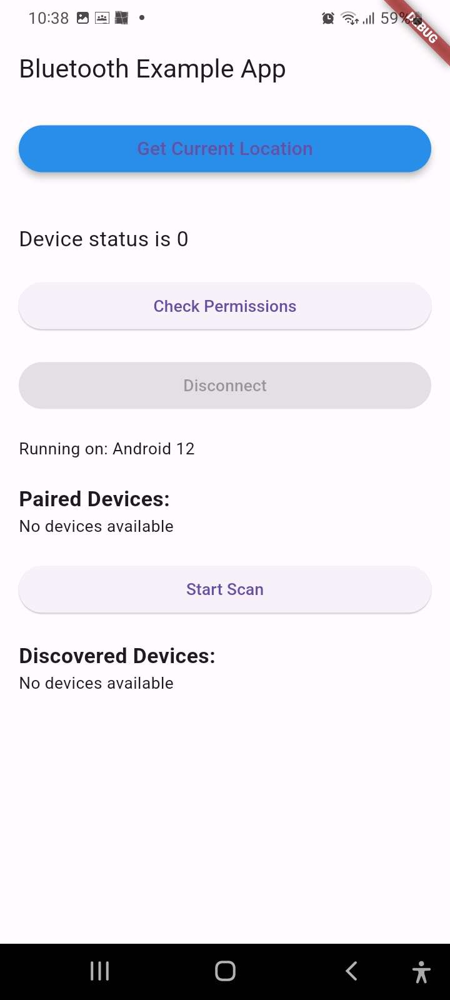 10:38
59%
DEBUG
Bluetooth Example App
Get Current Location
Device status is 0
Check Permissions
Disconnect
Running on: Android 12
Paired Devices:
No devices available
Start Scan
Discovered Devices:
No devices available